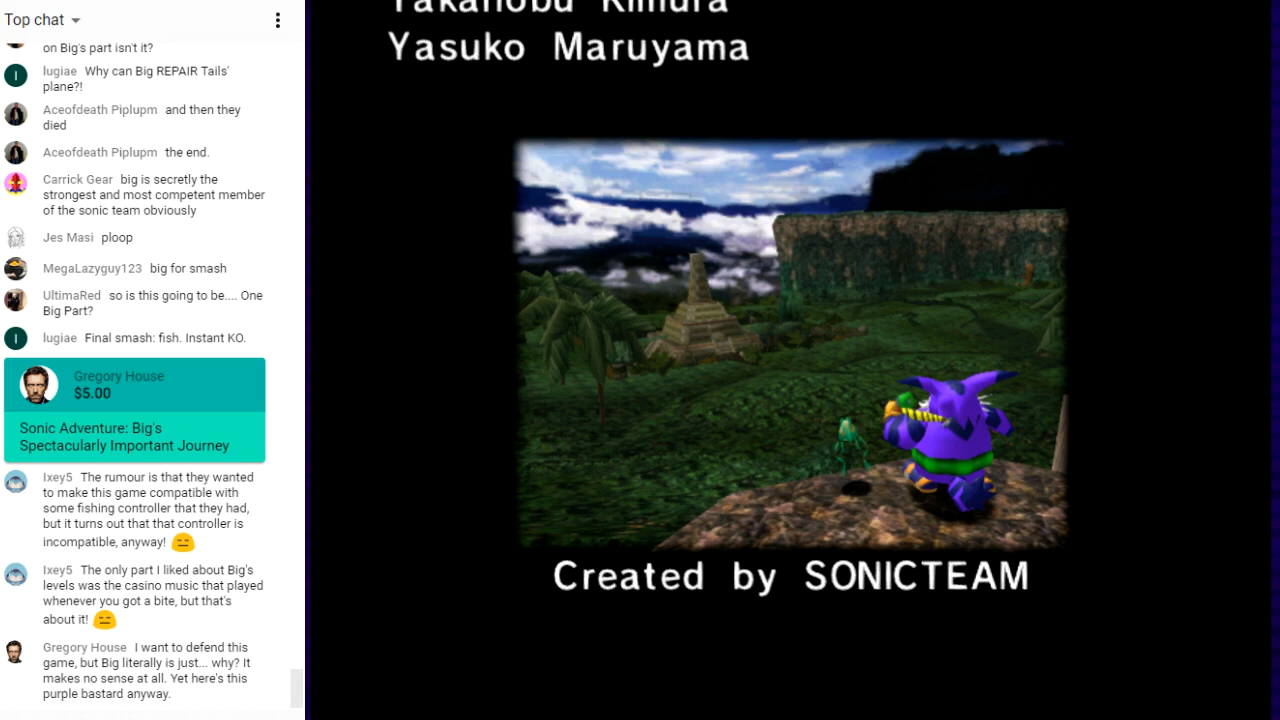 Top chat
on Big's part isn't it?
lugiae Why can Big REPAIR Tails'
plane?!
Aceofdeath Piplupm and then they
died
Aceofdeath Piplupm the end.
Carrick Gear big is secretly the
strongest and most competent member
of the sonic team obviously
Jes Masi ploop
MegaLazyguy123 big for smash
UltimaRed so is this going to be.... One
Big Part?
lugiae Final smash: fish. Instant KO.
Gregory House
$5.00
Sonic Adventure: Big's
Spectacularly Important Journey
Ixey5 The rumour is that they wanted
to make this game compatible with
some fishing controller that they had,
but it turns out that that controller is
incompatible, anyway!
Ixey5 The only part I liked about Big's
levels was the casino music that played
whenever you got a bite, but that's
about it!
Gregory House I want to defend this
game, but Big literally is just... why? It
makes no sense at all. Yet here's this
purple bastard anyway.
Takanobu Kimura
Yasuko Maruyama
Created by SONICTEAM